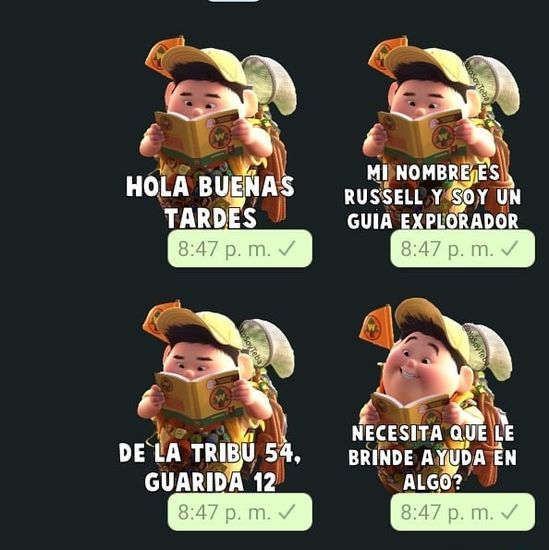 HOLA BUENAS
TARDES
8:47 p. m.
MI NOMBRE ES
RUSSELL Y SOY UN
GUIA EXPLORADOR
8:47 p. m.
DE LA TRIBU 54,
GUARIDA 12
8:47 p. m.
NECESITA QUE LE
BRINDE AYUDA EN
ALGO?
8:47 p. m.